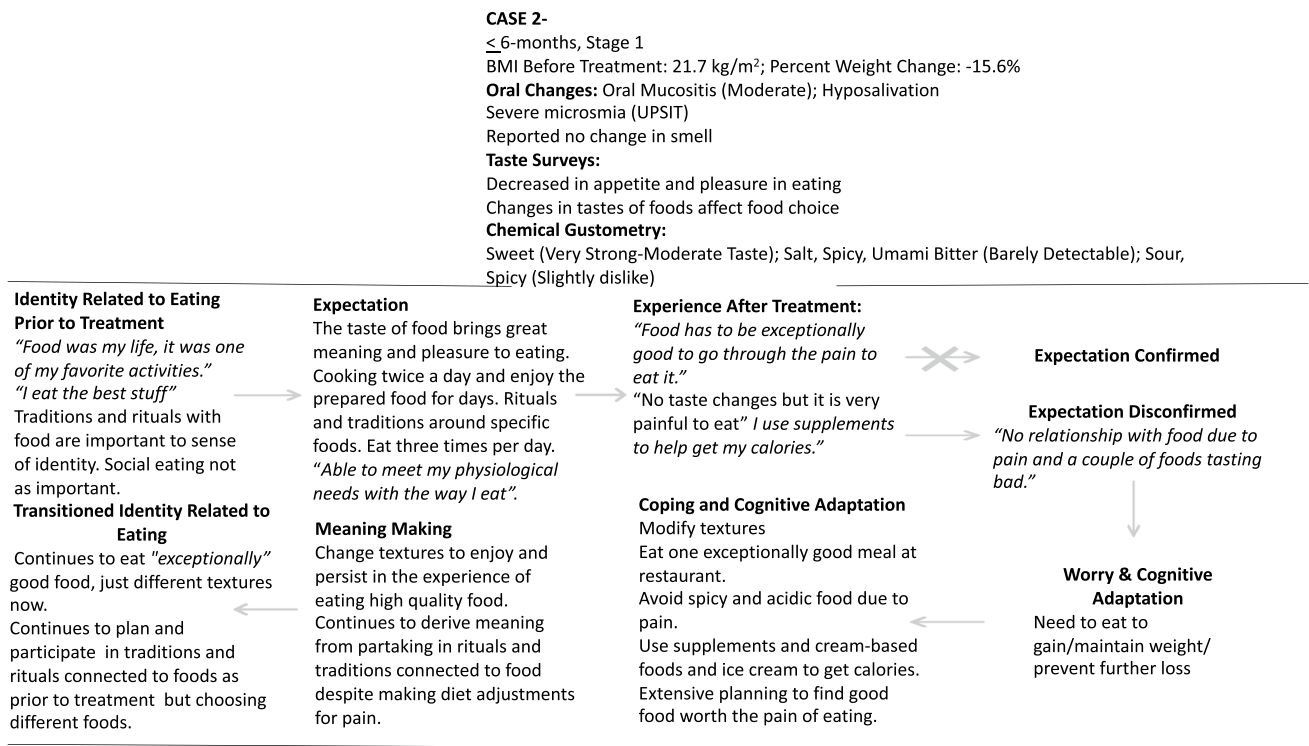 CASE 2-
< 6-months, Stage 1
BMI Before Treatment: 21.7 kg/m²; Percent Weight Change: -15.6%
Oral Changes: Oral Mucositis (Moderate); Hyposalivation
Severe microsmia (UPSIT)
Reported no change in smell
Taste Surveys:
Decreased in appetite and pleasure in eating
Changes in tastes of foods affect food choice
Chemical Gustometry:
Sweet (Very Strong-Moderate Taste); Salt, Spicy, Umami Bitter (Barely Detectable); Sour,
Spicy (Slightly dislike)
Identity Related to Eating
Prior to Treatment
“Food was my life, it was one
of my favorite activities.”
“I eat the best stuff”
Traditions and rituals with
food are important to sense
of identity. Social eating not
as important.
Expectation
The taste of food brings great
meaning and pleasure to eating.
Cooking twice a day and enjoy the
prepared food for days. Rituals
and traditions around specific
foods. Eat three times per day.
“Able to meet my physiological
needs with the way I eat”.
Experience After Treatment:
“Food has to be exceptionally
good to go through the pain to
eat it.”
“No taste changes but it is very
painful to eat” I use supplements
to help get my calories.”
Expectation Confirmed
Expectation Disconfirmed
“No relationship with food due to
pain and a couple of foods tasting
bad.”
Worry & Cognitive
Adaptation
Need to eat to
gain/maintain weight/
prevent further loss
Coping and Cognitive Adaptation
Modify textures
Eat one exceptionally good meal at
restaurant.
Avoid spicy and acidic food due to
pain.
Use supplements and cream-based
foods and ice cream to get calories.
Extensive planning to find good
food worth the pain of eating.
Meaning Making
Change textures to enjoy and
persist in the experience of
eating high quality food.
Continues to derive meaning
from partaking in rituals and
traditions connected to food
despite making diet adjustments
for pain.
Transitioned Identity Related to
Eating
Continues to eat "exceptionally”
good food, just different textures
now.
Continues to plan and
participate in traditions and
rituals connected to foods as
prior to treatment but choosing
different foods.